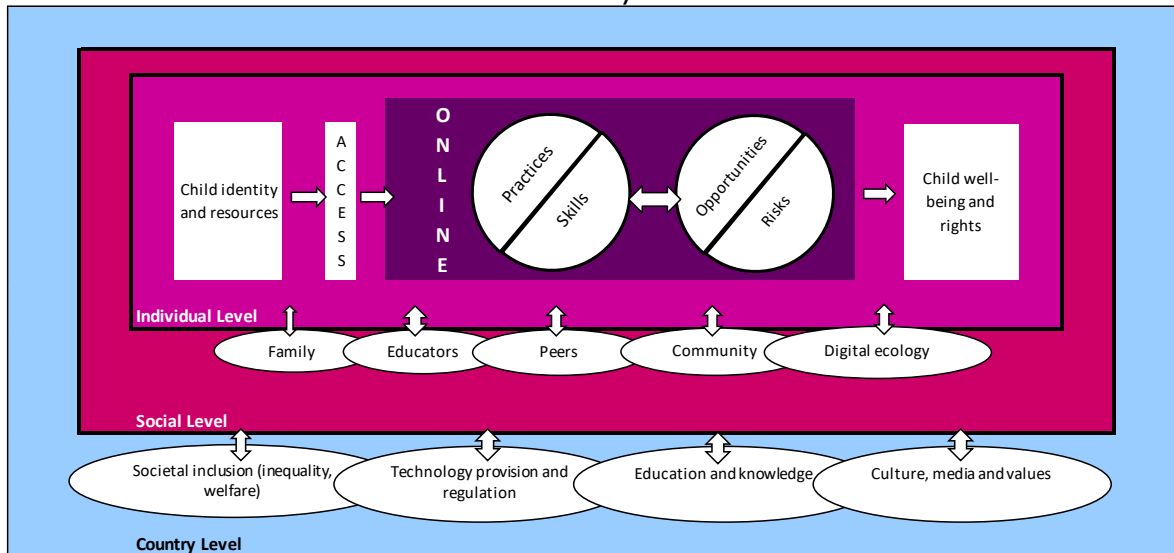 Child identity
and resources
ACCESS
ONLINE
Practices
Skills
Opportunities
Risks
Child well-
being and
rights
Individual Level
Family
Educators
Peers
Community
Digital ecology
Social Level
Societal inclusion (inequality,
welfare)
Technology provision and
regulation
Education and knowledge
Culture, media and values
Country Level